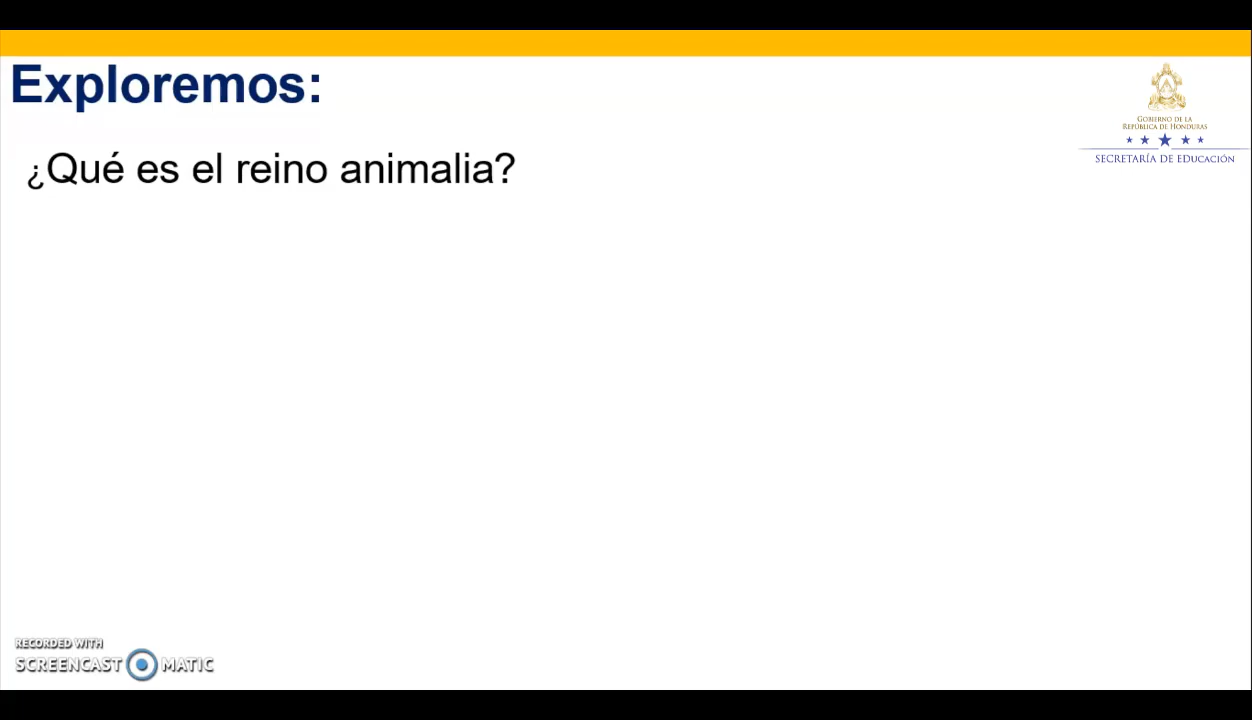 Exploremos:
¿Qué es el reino animalia?
GOBIERNO DE LA
REPÚBLICA DE HONDURAS
SECRETARÍA DE EDUCACIÓN
RECORDED WITH
SCREENCAST MATIC